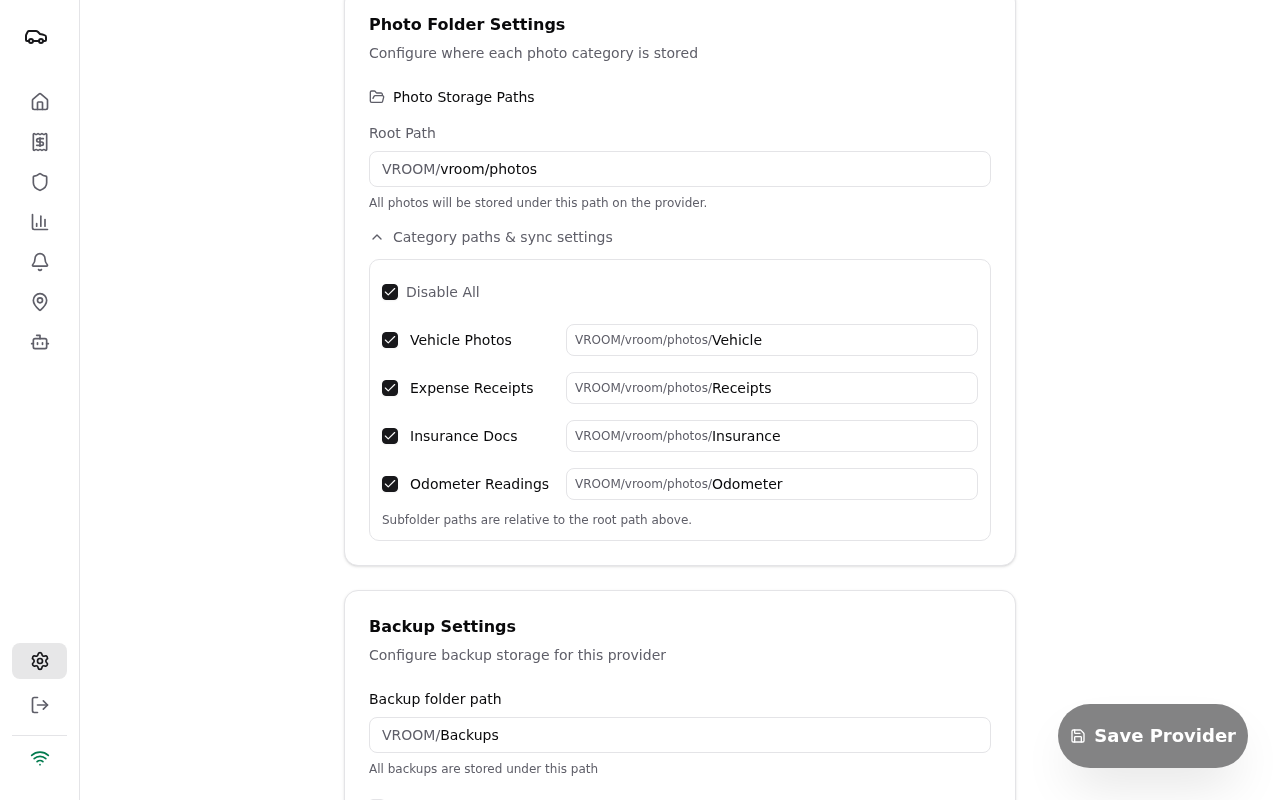 Photo Folder Settings
Configure where each photo category is stored
Photo Storage Paths
Root Path
VROOM/vroom/photos
All photos will be stored under this path on the provider.
Category paths & sync settings
Disable All
Vehicle Photos VROOM/vroom/photos/Vehicle
Expense Receipts VROOM/vroom/photos/Receipts
Insurance Docs VROOM/vroom/photos/Insurance
Odometer Readings VROOM/vroom/photos/Odometer
Subfolder paths are relative to the root path above.
Backup Settings
Configure backup storage for this provider
Backup folder path
VROOM/Backups
All backups are stored under this path
Save Provider